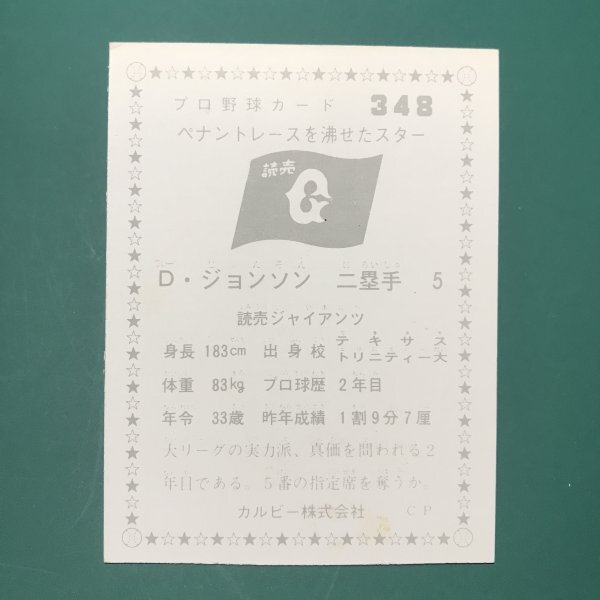 プロ野球カード 348
ペナントレースを沸せたスター
読売
G
D・ジョンソン 二塁手 5
読売ジャイアンツ
身長 183cm 出身校 テキサス トリニティー大
体重 83kg プロ球歴 2年目
年令 33歳 昨年成績 1割9分7厘
大リーグの実力派、真価を問われる2
年目である。5番の指定席を奪うか。
カルビー株式会社 CP